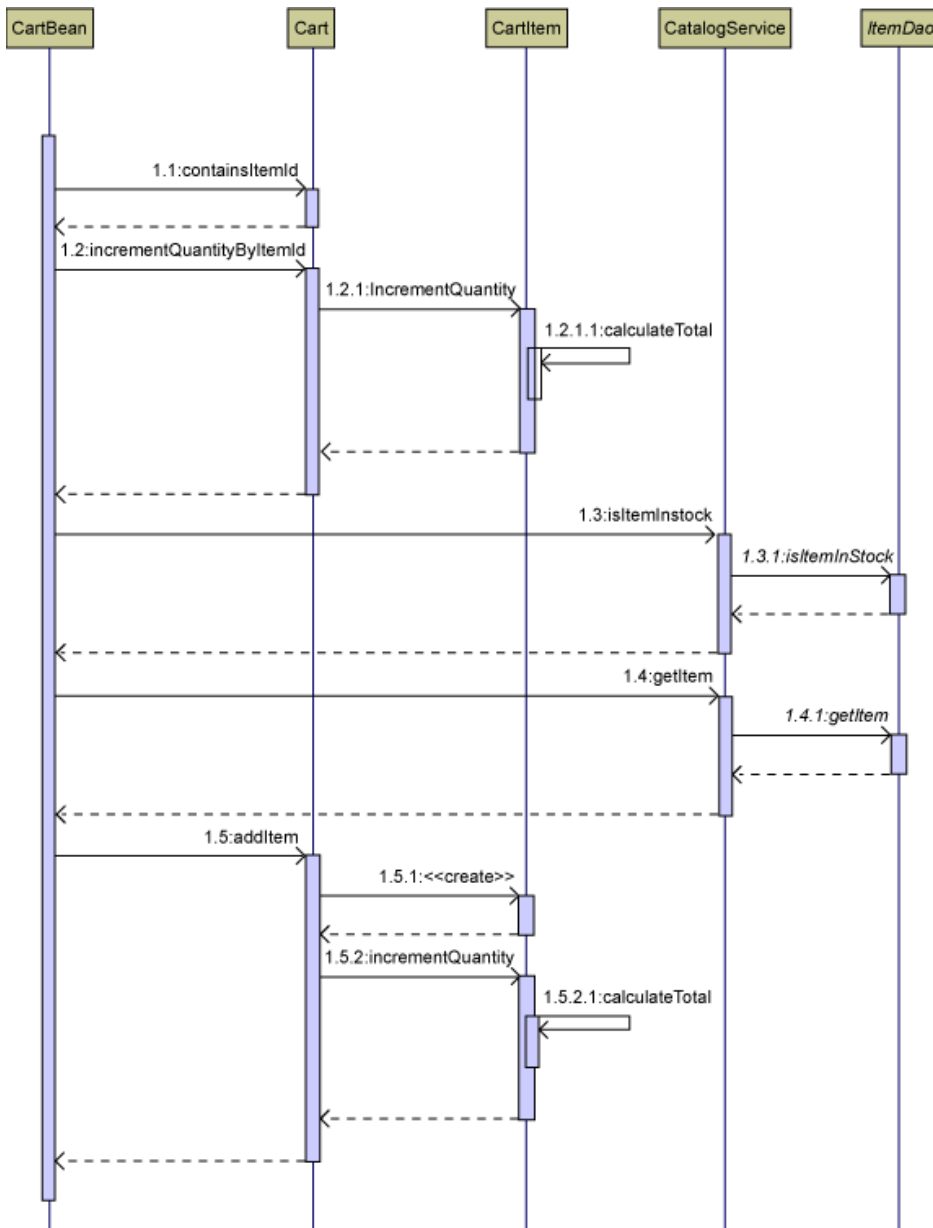 CartBean
Cart
CartItem
CatalogService
ItemDao
1.1:containsItemId
1.2:incrementQuantityByItemId
1.2.1:IncrementQuantity
1.2.1.1:calculateTotal
1.3:isItemInstock
1.3.1:isItemInStock
1.4:getItem
1.4.1:getItem
1.5:addItem
1.5.1:<<create>>
1.5.2:incrementQuantity
1.5.2.1:calculateTotal